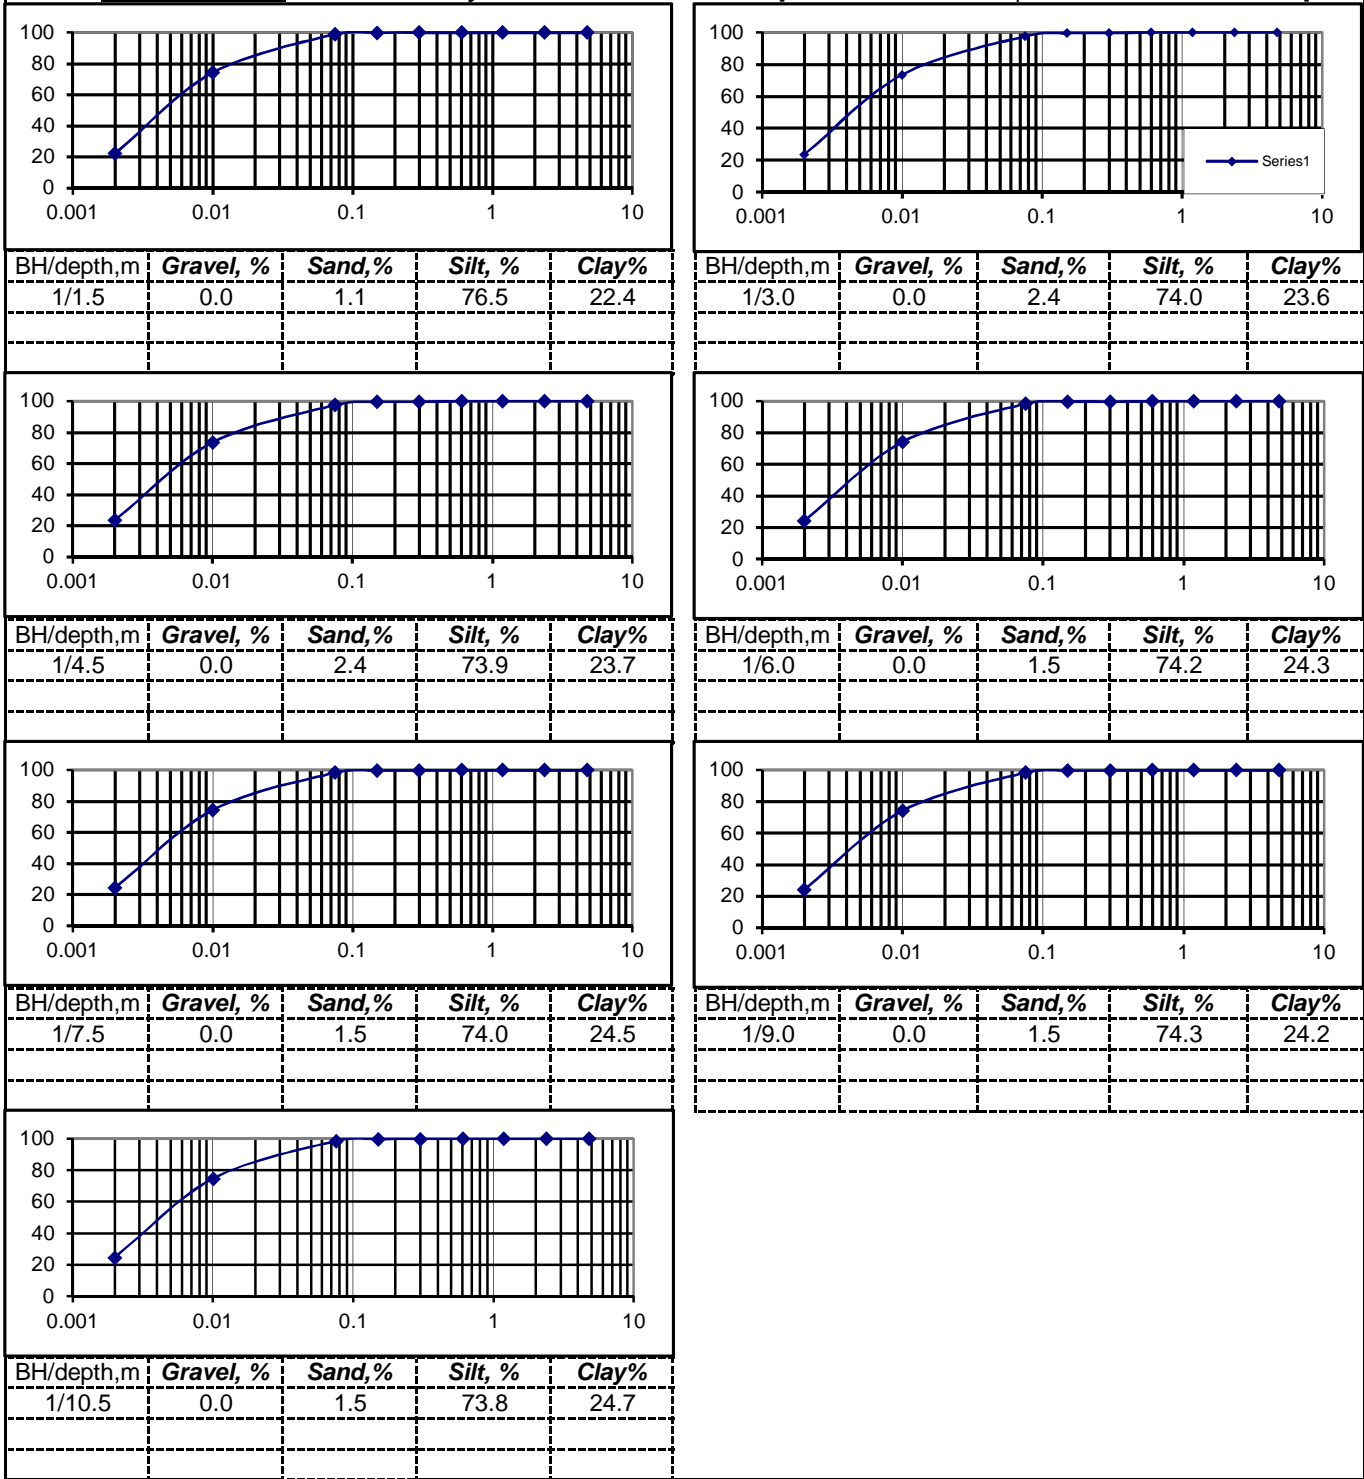 100
80
60
40
20
0
0.001 0.01 0.1 1 10
BH/depth,m Gravel, % Sand,% Silt, % Clay%
1/1.5 0.0 1.1 76.5 22.4
100
80
60
40
20
0
0.001 0.01 0.1 1 10
Series1
BH/depth,m Gravel, % Sand,% Silt, % Clay%
1/3.0 0.0 2.4 74.0 23.6
100
80
60
40
20
0
0.001 0.01 0.1 1 10
BH/depth,m Gravel, % Sand,% Silt, % Clay%
1/4.5 0.0 2.4 73.9 23.7
100
80
60
40
20
0
0.001 0.01 0.1 1 10
BH/depth,m Gravel, % Sand,% Silt, % Clay%
1/6.0 0.0 1.5 74.2 24.3
100
80
60
40
20
0
0.001 0.01 0.1 1 10
BH/depth,m Gravel, % Sand,% Silt, % Clay%
1/7.5 0.0 1.5 74.0 24.5
100
80
60
40
20
0
0.001 0.01 0.1 1 10
BH/depth,m Gravel, % Sand,% Silt, % Clay%
1/9.0 0.0 1.5 74.3 24.2
100
80
60
40
20
0
0.001 0.01 0.1 1 10
BH/depth,m Gravel, % Sand,% Silt, % Clay%
1/10.5 0.0 1.5 73.8 24.7